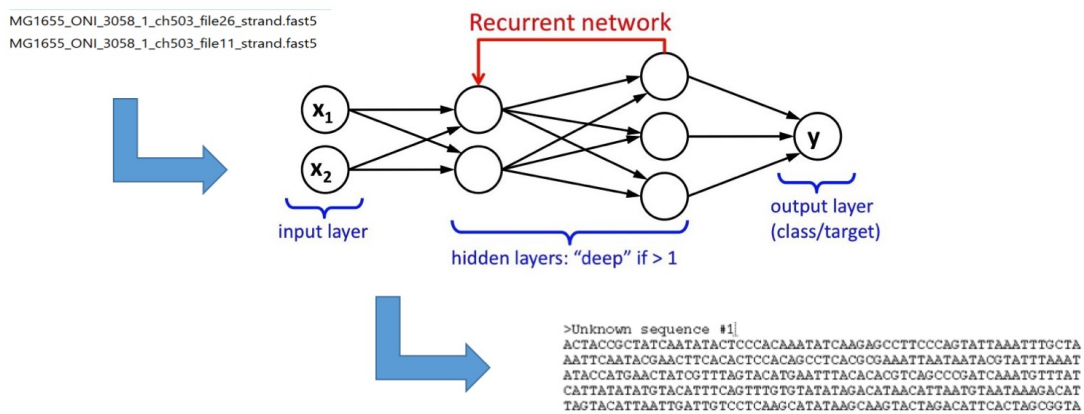 MG1655_ONI_3058_1_ch503_file26_strand.fast5
MG1655_ONI_3058_1_ch503_file11_strand.fast5
Recurrent network
x1
x2
y
input layer
hidden layers: “deep” if > 1
output layer
(class/target)
>Unknown sequence #1
ACTACCGCTATCAATATACTCCCACAAATATCAAGAGCCTTCCCAGTATTAAATTTGCTA
AATTCAATACGAACTTCACACTCCACAGCCTCACGCGAAATTAATAATACGTATTTAAAT
ATACCATGAACTATCGTTTAGTACATGAATTTACACACGTCAGCCCGATCAAATGTTTAT
CATTATATATGTACATTTCAGTTTGTGTATATAGACATAACATTAATGTAATAAAGACAT
TAGTACATTAATTGATTGTCCTCAAGCATATAAGCAAGTACTAGACATTCACTAGCGGTA